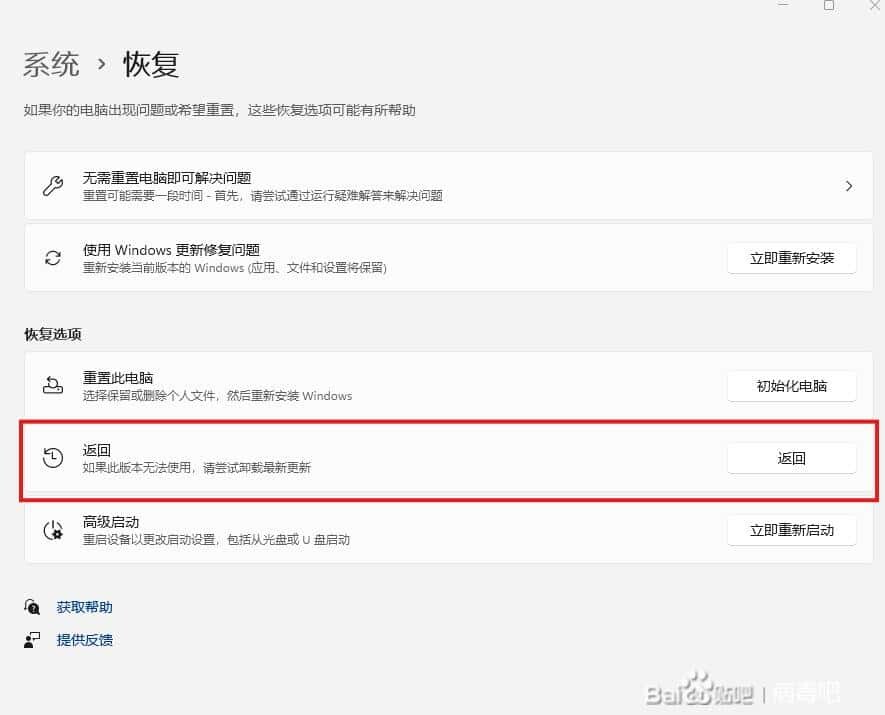 系统 › 恢复
如果你的电脑出现问题或希望重置，这些恢复选项可能有所帮助
无需重置电脑即可解决问题
重置可能需要一段时间 - 首先，请尝试通过运行疑难解答来解决问题
使用 Windows 更新修复问题
重新安装当前版本的 Windows (应用、文件和设置将保留)
立即重新安装
恢复选项
重置此电脑
选择保留或删除个人文件，然后重新安装 Windows
初始化电脑
返回
如果此版本无法使用，请尝试卸载最新更新
返回
高级启动
重启设备以更改启动设置，包括从光盘或 U 盘启动
立即重新启动
获取帮助
提供反馈
Bai贴吧 | 病毒吧